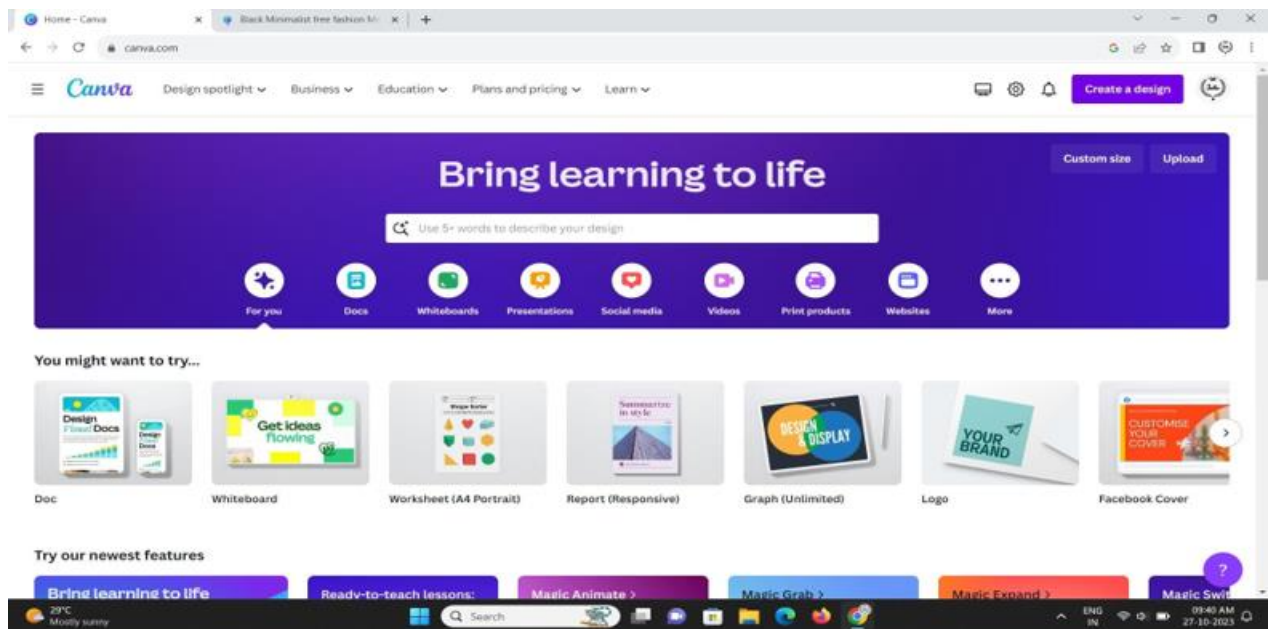 Home - Canva
Black Minimalist free fashion
canva.com
Canva Design spotlight Business Education Plans and pricing Learn Create a design
Custom size Upload
Bring learning to life
Use 5+ words to describe your design
For you Docs Whiteboards Presentations Social media Videos Print products Websites More
You might want to try...
Design
Docs
Get ideas
flowing
Summarize
in style
DESIGN
& DISPLAY
YOUR
BRAND
CUSTOMISE
YOUR
COVER
Doc Whiteboard Worksheet (A4 Portrait) Report (Responsive) Graph (Unlimited) Logo Facebook Cover
Try our newest features
?
Bring learning to life Ready-to-teach lessons: Magic Animate > Magic Grab > Magic Expand > Magic Swit
29°C
Mostly sunny
Search
ENG
IN
09:40 AM
27-10-2023